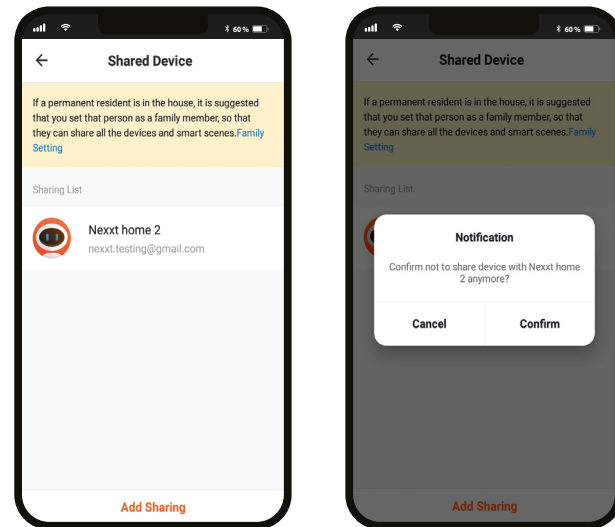 60 %
Shared Device
If a permanent resident is in the house, it is suggested
that you set that person as a family member, so that
they can share all the devices and smart scenes.Family
Setting
Sharing List
Nexxt home 2
nexxt.testing@gmail.com
Add Sharing
60 %
Shared Device
If a permanent resident is in the house, it is suggested
that you set that person as a family member, so that
they can share all the devices and smart scenes.Family
Setting
Sharing List
Notification
Confirm not to share device with Nexxt home
2 anymore?
Cancel Confirm
Add Sharing